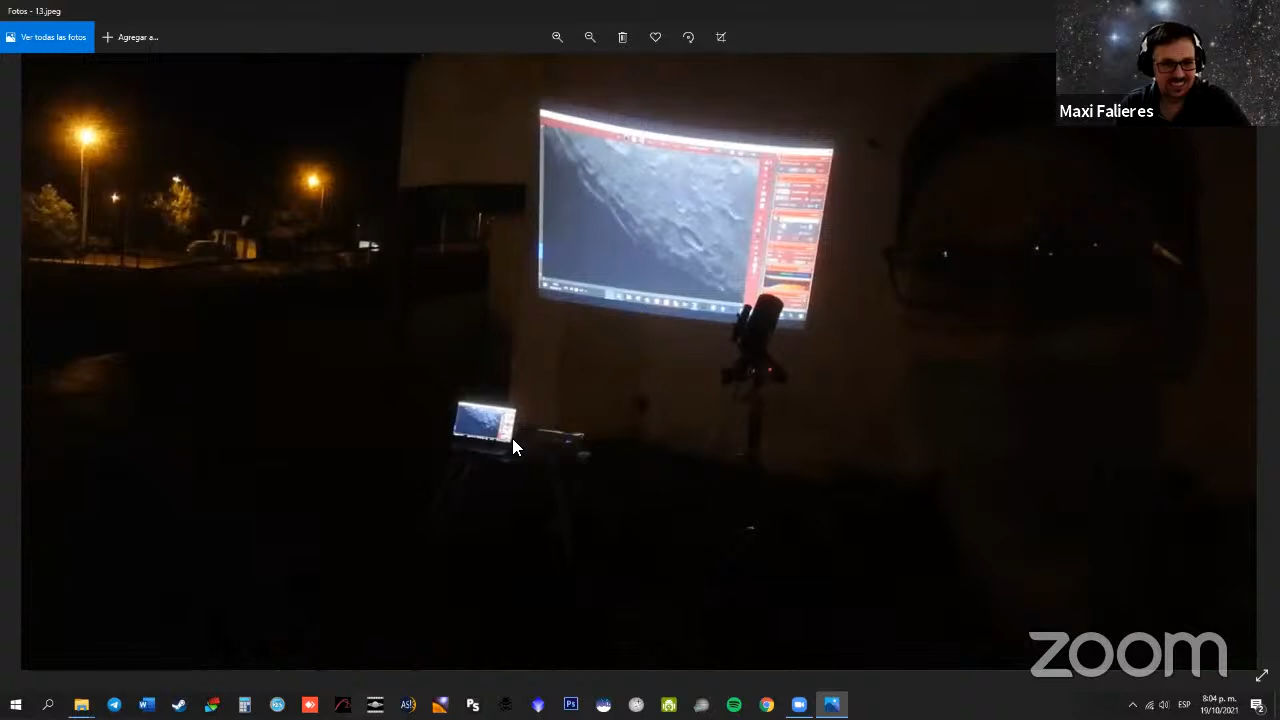 Fotos - 13.jpeg
Ver todas las fotos
Agregar a...
Maxi Falieres
zoom
8:04 p. m.
ESP
19/10/2021